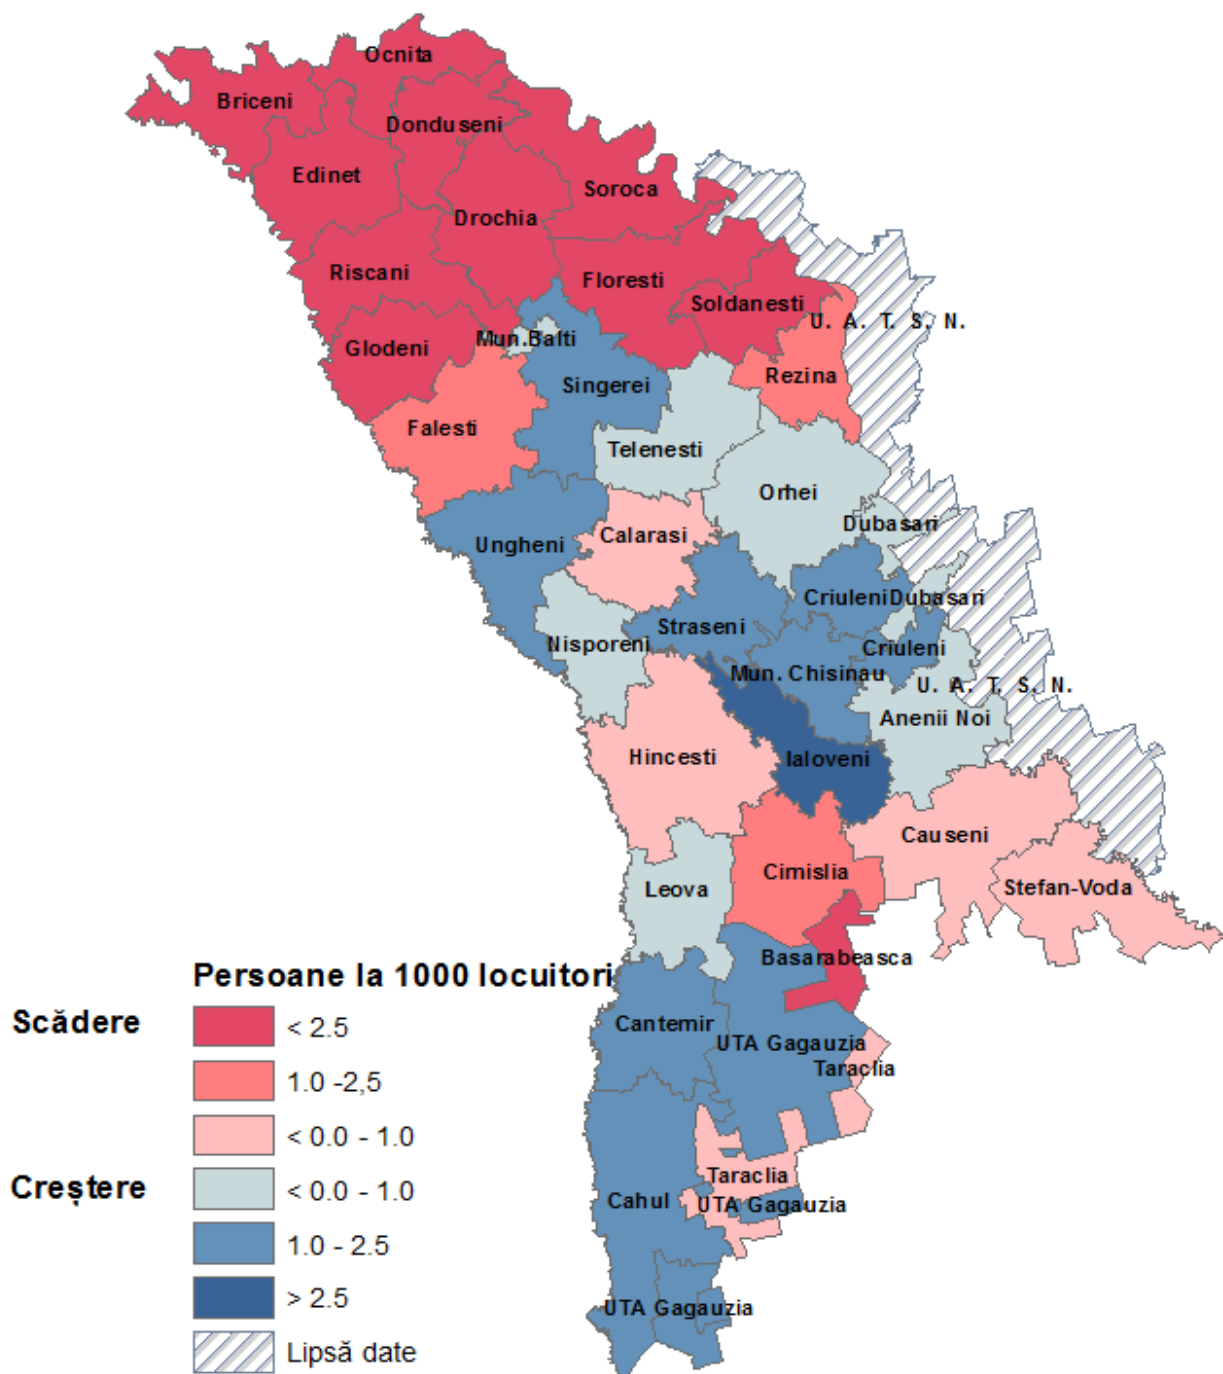 Ocnita
Briceni
Donduseni
Edinet
Soroca
Drochia
Riscani
Floresti
Soldanesti
U. A. T. S. N.
Mun.Balti
Glodeni
Rezina
Singerei
Falesti
Telenesti
Orhei
Dubasari
Calarasi
Ungheni
Criuleni
Dubasari
Straseni
Nisporeni
Criuleni
Mun. Chisinau
U. A. T. S. N.
Anenii Noi
Hincesti
Ialoveni
Causeni
Cimislia
Leova
Stefan-Voda
Basarabeasca
Cantemir
UTA Gagauzia
Taraclia
Taraclia
Cahul
UTA Gagauzia
UTA Gagauzia
Persoane la 1000 locuitori
Scădere
< 2.5
1.0 -2,5
< 0.0 - 1.0
Creștere
< 0.0 - 1.0
1.0 - 2.5
> 2.5
Lipsă date